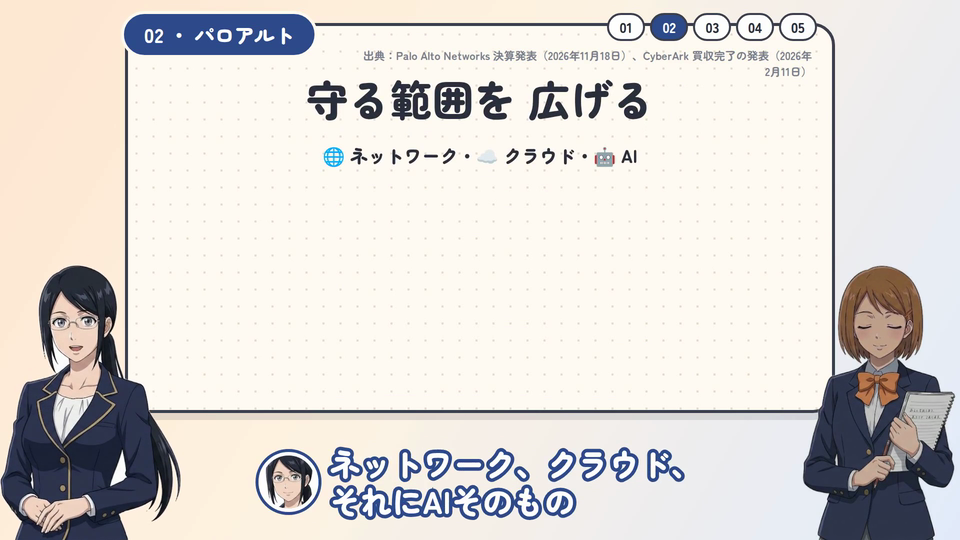 02 ・ パロアルト
01 02 03 04 05
出典：Palo Alto Networks 決算発表（2026年11月18日）、CyberArk 買収完了の発表（2026年
2月11日）
守る範囲を 広げる
🌐 ネットワーク・☁️ クラウド・🤖 AI
ネットワーク、クラウド、
それにAIそのもの